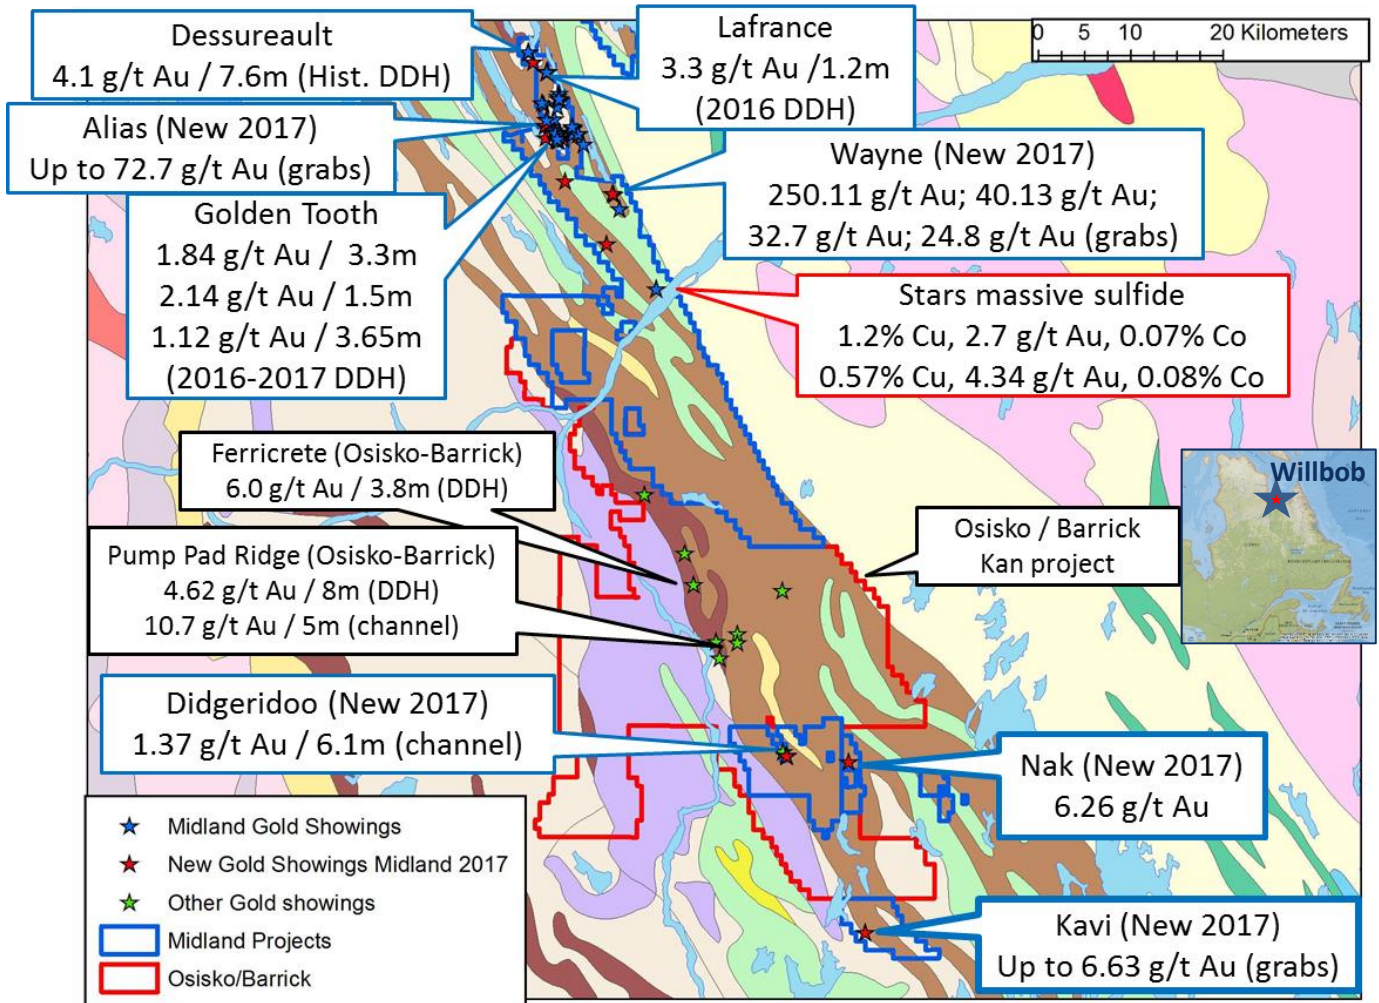 Dessureault
4.1 g/t Au / 7.6m (Hist. DDH)
Lafrance
3.3 g/t Au /1.2m
(2016 DDH)
0 5 10 20 Kilometers
Alias (New 2017)
Up to 72.7 g/t Au (grabs)
Wayne (New 2017)
250.11 g/t Au; 40.13 g/t Au;
32.7 g/t Au; 24.8 g/t Au (grabs)
Golden Tooth
1.84 g/t Au / 3.3m
2.14 g/t Au / 1.5m
1.12 g/t Au / 3.65m
(2016-2017 DDH)
Stars massive sulfide
1.2% Cu, 2.7 g/t Au, 0.07% Co
0.57% Cu, 4.34 g/t Au, 0.08% Co
Ferricrete (Osisko-Barrick)
6.0 g/t Au / 3.8m (DDH)
Willbob
Pump Pad Ridge (Osisko-Barrick)
4.62 g/t Au / 8m (DDH)
10.7 g/t Au / 5m (channel)
Osisko / Barrick
Kan project
Didgeridoo (New 2017)
1.37 g/t Au / 6.1m (channel)
Nak (New 2017)
6.26 g/t Au
Midland Gold Showings
New Gold Showings Midland 2017
Other Gold showings
Midland Projects
Osisko/Barrick
Kavi (New 2017)
Up to 6.63 g/t Au (grabs)